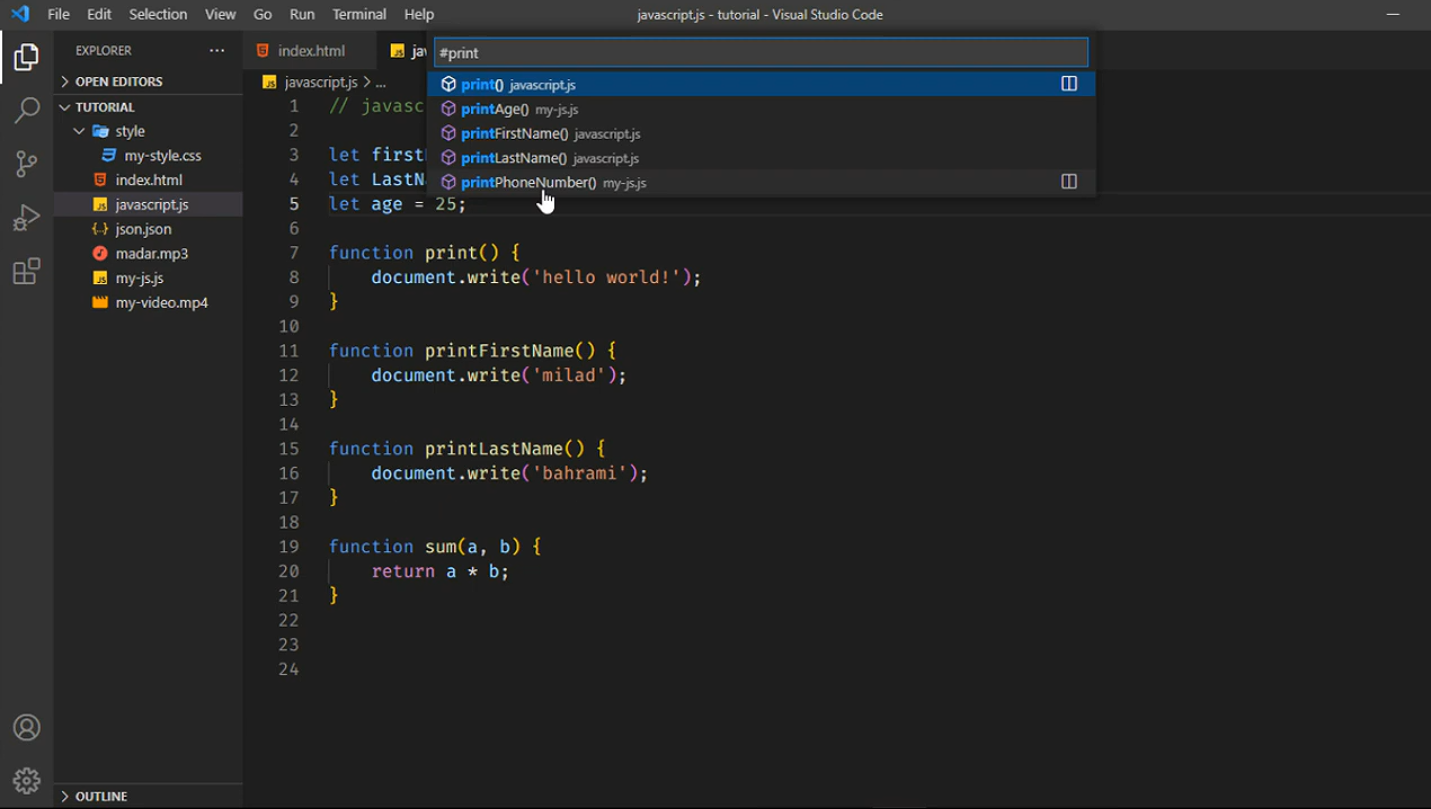 File Edit Selection View Go Run Terminal Help
javascript.js - tutorial - Visual Studio Code
EXPLORER
OPEN EDITORS
TUTORIAL
style
my-style.css
index.html
javascript.js
json.json
madar.mp3
my-js.js
my-video.mp4
OUTLINE
index.html
#print
print() javascript.js
printAge() my-js.js
printFirstName() javascript.js
printLastName() javascript.js
printPhoneNumber() my-js.js
javascript.js > ...
1 // javasc
2
3 let first
4 let LastN
5 let age = 25;
6
7 function print() {
8 document.write('hello world!');
9 }
10
11 function printFirstName() {
12 document.write('milad');
13 }
14
15 function printLastName() {
16 document.write('bahrami');
17 }
18
19 function sum(a, b) {
20 return a * b;
21 }
22
23
24